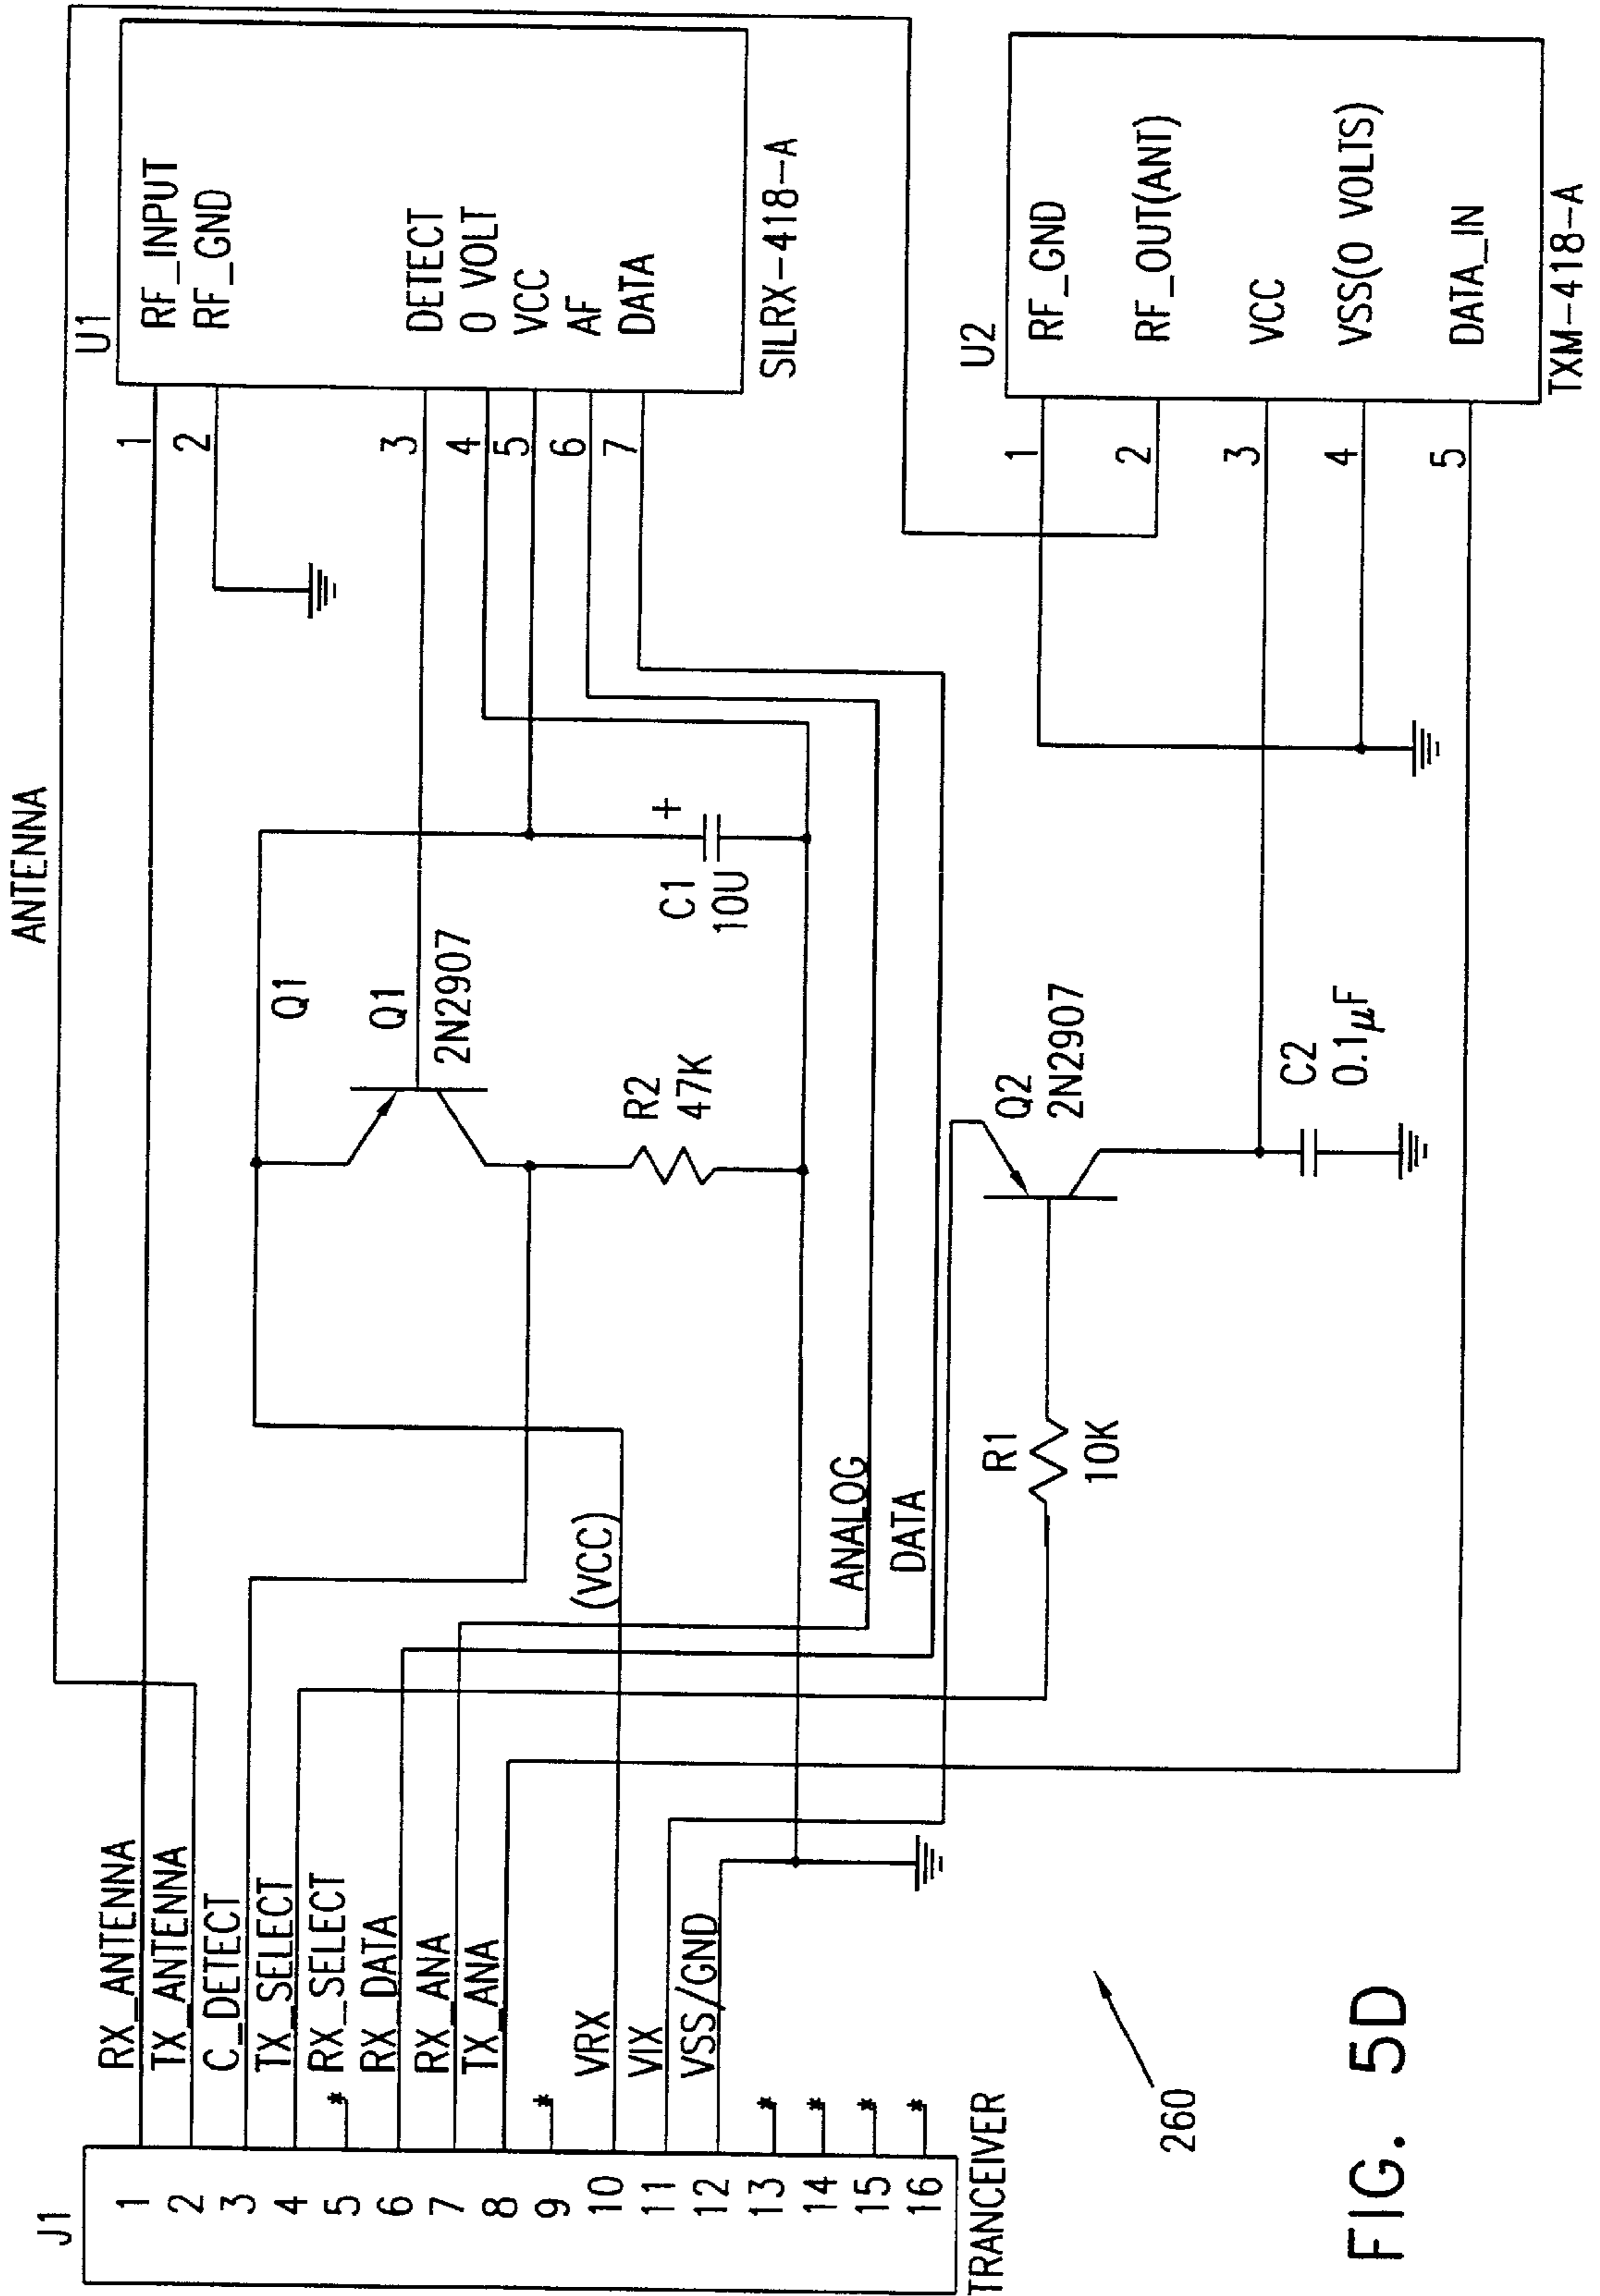 ANTENNA
J1
1
2
3
4
5
6
7
8
9
10
11
12
13
14
15
16
TRANCEIVER
RX_ANTENNA
TX_ANTENNA
C_DETECT
TX_SELECT
RX_SELECT
*
RX_DATA
RX_ANA
TX_ANA
*
VRX
VIX
VSS/GND
*
*
*
*
(VCC)
ANALOG
DATA
Q1
Q1
2N2907
R2
47K
C1
10U
+
Q2
2N2907
R1
10K
C2
0.1µF
U1
1
2
3
4
5
6
7
RF_INPUT
RF_GND
DETECT
0 VOLT
VCC
AF
DATA
SILRX-418-A
U2
1
2
3
4
5
RF_GND
RF_OUT(ANT)
VCC
VSS(0 VOLTS)
DATA_IN
TXM-418-A
260
FIG. 5D